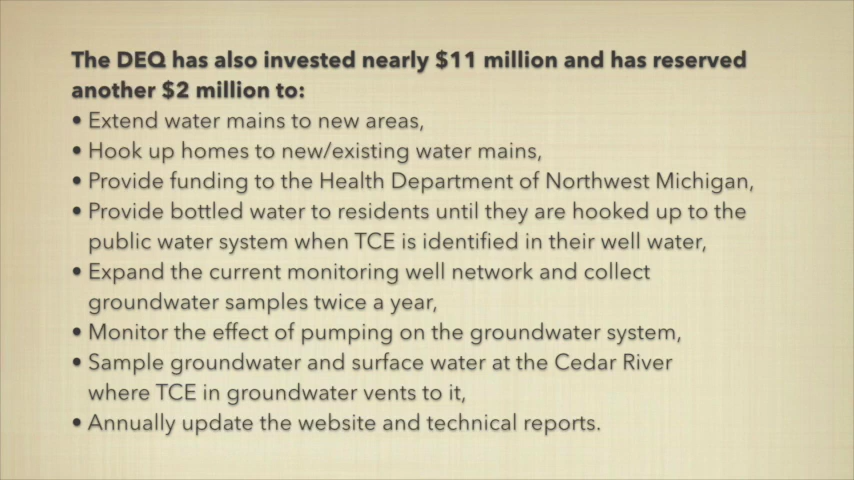 The DEQ has also invested nearly $11 million and has reserved
another $2 million to:
• Extend water mains to new areas,
• Hook up homes to new/existing water mains,
• Provide funding to the Health Department of Northwest Michigan,
• Provide bottled water to residents until they are hooked up to the
public water system when TCE is identified in their well water,
• Expand the current monitoring well network and collect
groundwater samples twice a year,
• Monitor the effect of pumping on the groundwater system,
• Sample groundwater and surface water at the Cedar River
where TCE in groundwater vents to it,
• Annually update the website and technical reports.